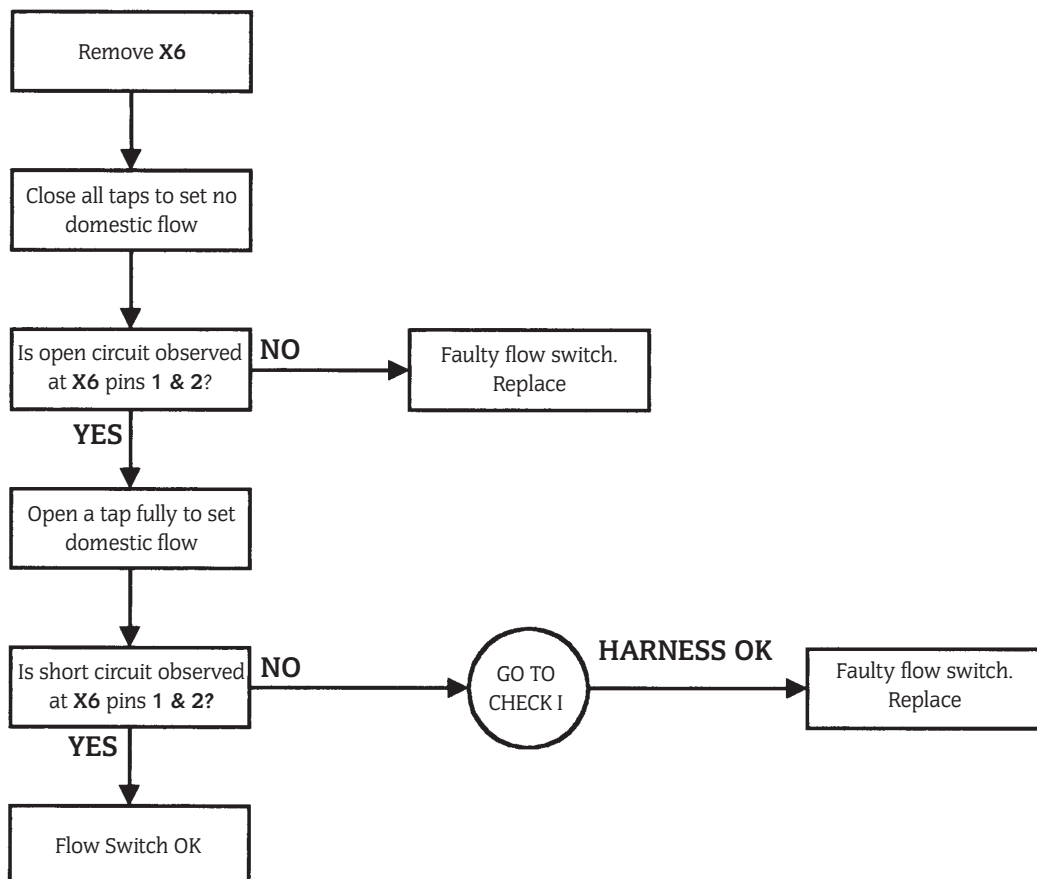 Remove X6
Close all taps to set no
domestic flow
Is open circuit observed
at X6 pins 1 & 2?
NO
Faulty flow switch.
Replace
YES
Open a tap fully to set
domestic flow
Is short circuit observed
at X6 pins 1 & 2?
NO
GO TO
CHECK I
HARNESS OK
Faulty flow switch.
Replace
YES
Flow Switch OK